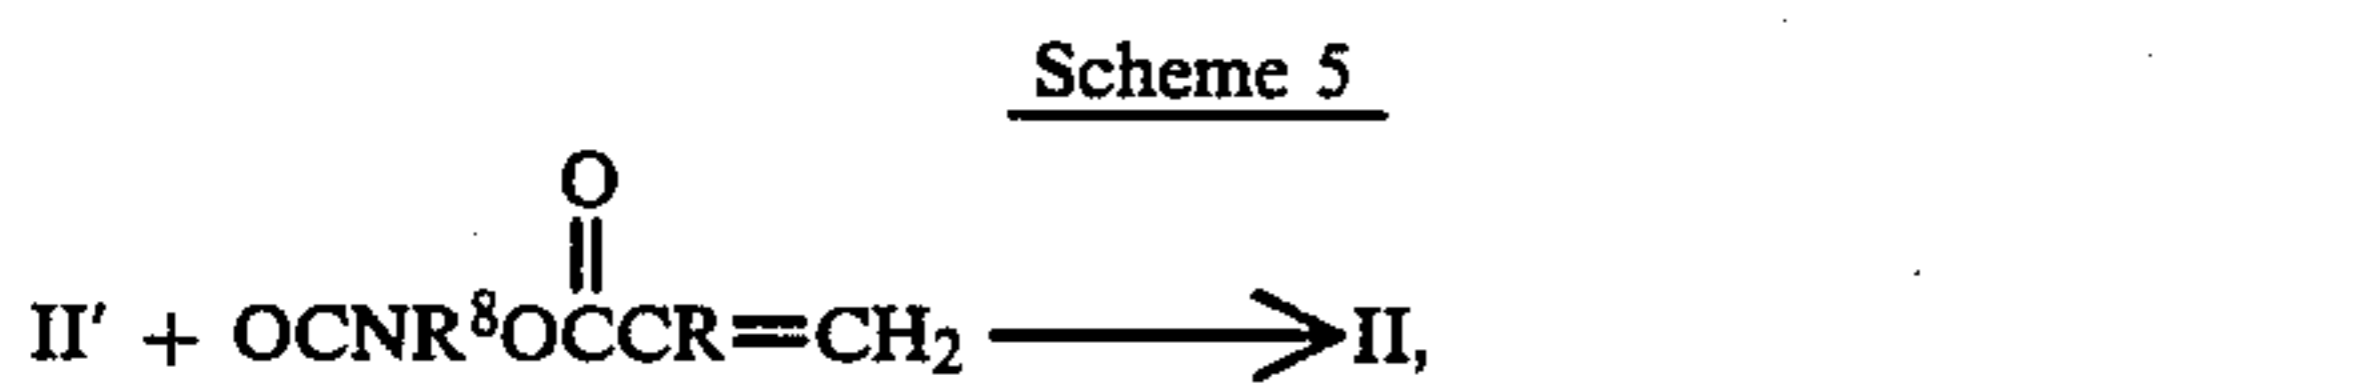 Scheme 5
O
II′ + OCNR⁸OCCR=CH₂ ⟶ II,